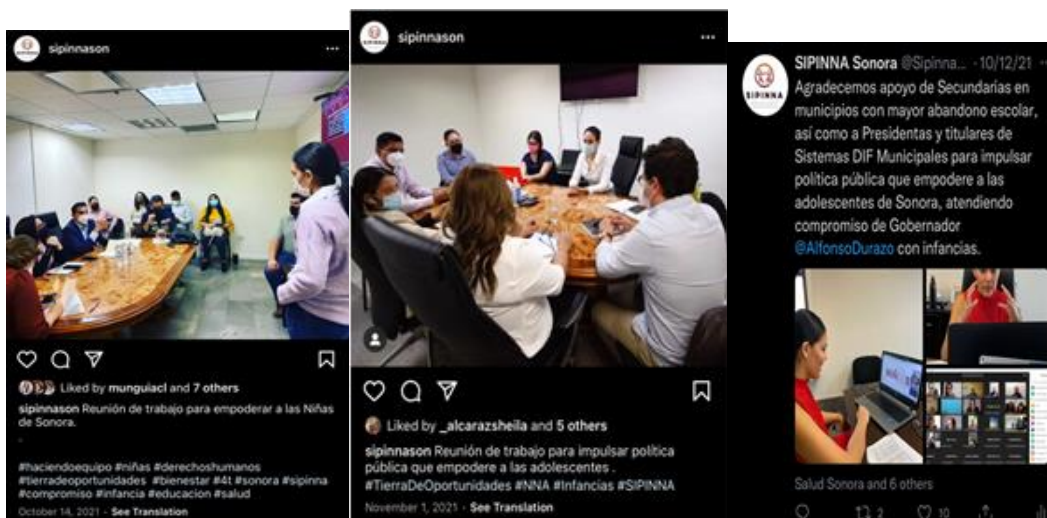 sipinnason
Liked by munguiacl and 7 others
sipinnason Reunión de trabajo para empoderar a las Niñas
de Sonora.
#haciendoequipo #niñas #derechoshumanos
#tierradeoportunidades #bienestar #4t #sonora #sipinna
#compromiso #infancia #educacion #salud
October 14, 2021 · See Translation
sipinnason
Liked by _alcarazsheila and 5 others
sipinnason Reunión de trabajo para impulsar política
pública que empodere a las adolescentes .
#TierraDeOportunidades #NNA #Infancias #SIPINNA
November 1, 2021 · See Translation
SIPINNA
SIPINNA Sonora @Sipinna... · 10/12/21
Agradecemos apoyo de Secundarias en
municipios con mayor abandono escolar,
así como a Presidentas y titulares de
Sistemas DIF Municipales para impulsar
política pública que empodere a las
adolescentes de Sonora, atendiendo
compromiso de Gobernador
@AlfonsoDurazo con infancias.
Salud Sonora and 6 others
2 10